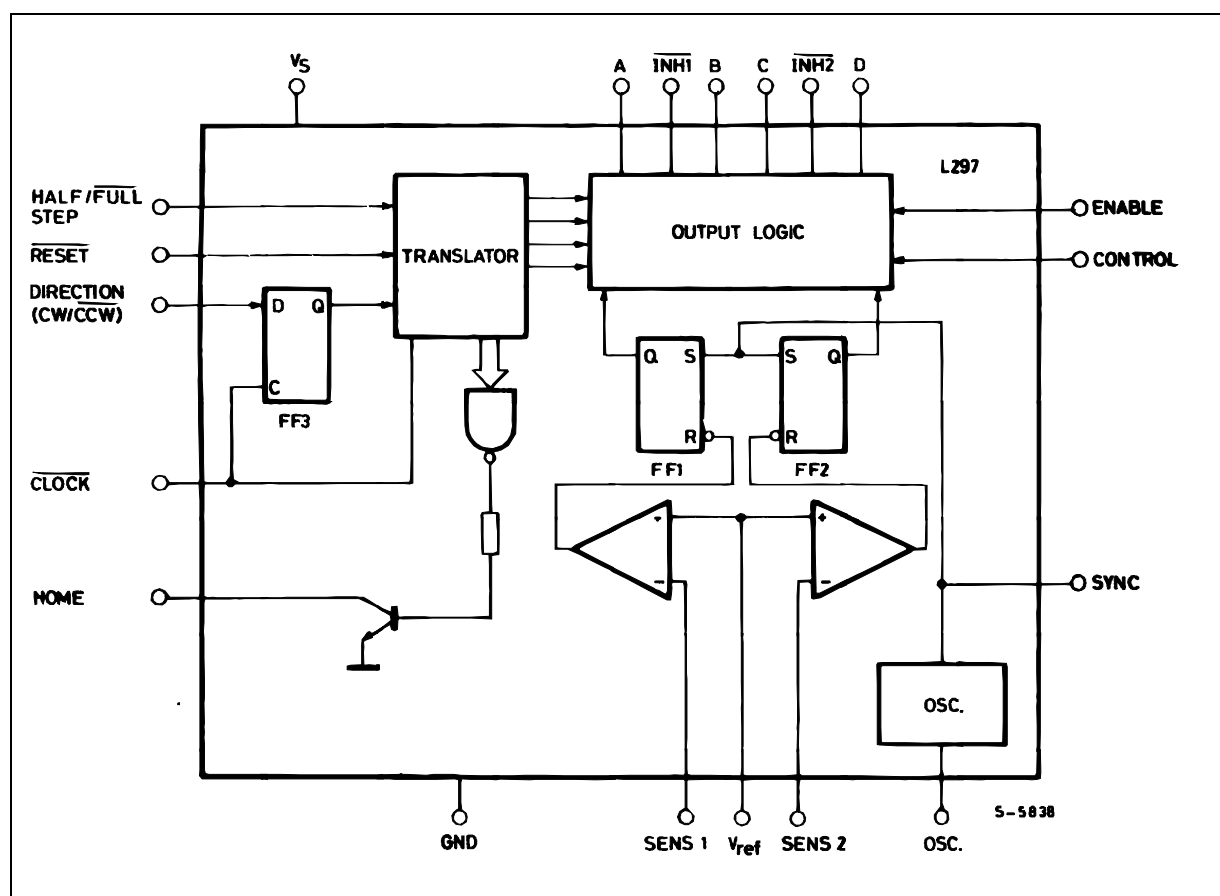 Vs
A
INH1
B
C
INH2
D
L297
HALF/FULL
STEP
RESET
DIRECTION
(CW/CCW)
CLOCK
HOME
D
Q
C
FF3
TRANSLATOR
OUTPUT LOGIC
ENABLE
CONTROL
Q
S
R
FF1
S
Q
R
FF2
-
+
−
−
SYNC
OSC.
GND
SENS 1
Vref
SENS 2
OSC.
S-5838